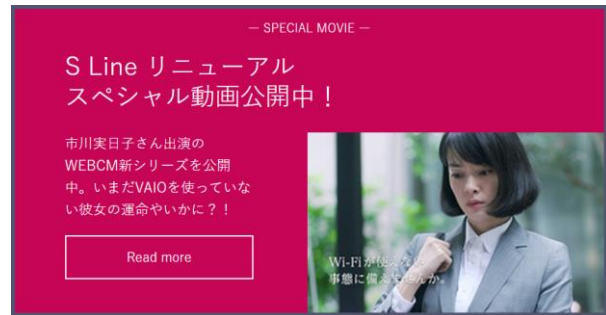 — SPECIAL MOVIE —
S Line リニューアル
スペシャル動画公開中！
市川実日子さん出演の
WEBCM新シリーズを公開
中。いまだVAIOを使っていな
い彼女の運命やいかに？！
Read more
Wi-Fiが使えない
事態に備えませんか。